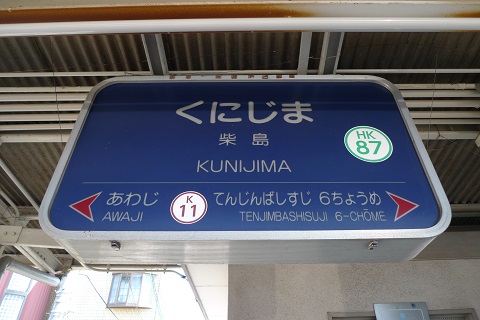 くにじま
柴島
KUNIJIMA
HK
87
あわじ
AWAJI
K
11
てんじんばしすじ 6ちょうめ
TENJIMBASHISUJI 6-CHŌME